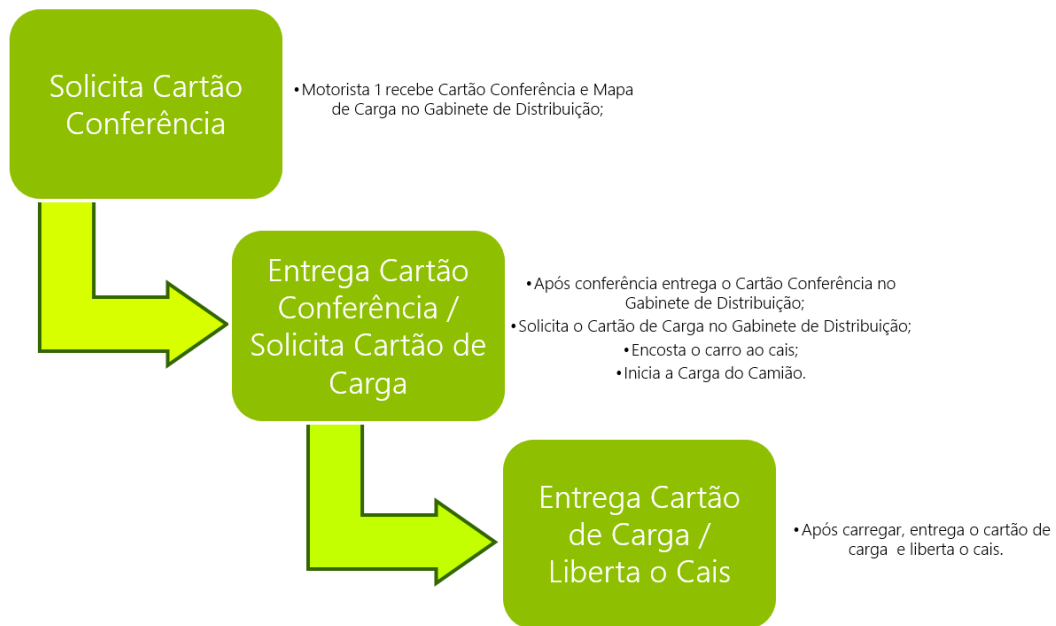 Solicita Cartão
Conferência
•Motorista 1 recebe Cartão Conferência e Mapa
de Carga no Gabinete de Distribuição;
Entrega Cartão
Conferência /
Solicita Cartão de
Carga
•Após conferência entrega o Cartão Conferência no
Gabinete de Distribuição;
•Solicita o Cartão de Carga no Gabinete de Distribuição;
•Encosta o carro ao cais;
•Inicia a Carga do Camião.
Entrega Cartão
de Carga /
Liberta o Cais
•Após carregar, entrega o cartão de
carga e liberta o cais.